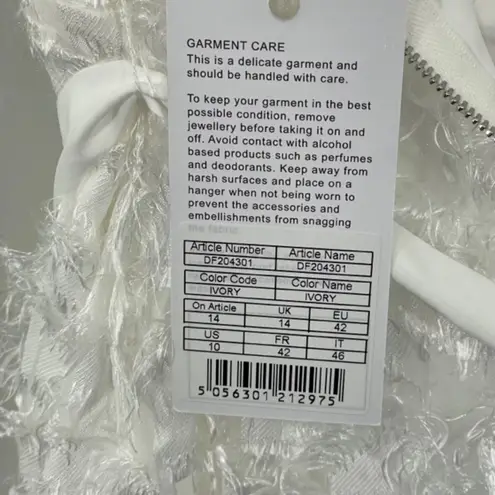 GARMENT CARE
This is a delicate garment and
should be handled with care.
To keep your garment in the best
possible condition, remove
jewellery before taking it on and
off. Avoid contact with alcohol
based products such as perfumes
and deodorants. Keep away from
harsh surfaces and place on a
hanger when not being worn to
prevent the accessories and
embellishments from snagging
the fabric.
Article Number Article Name
DF204301 DF204301
Color Code Color Name
IVORY IVORY
On Article UK EU
14 14 42
US FR IT
10 42 46
5 056301 212975